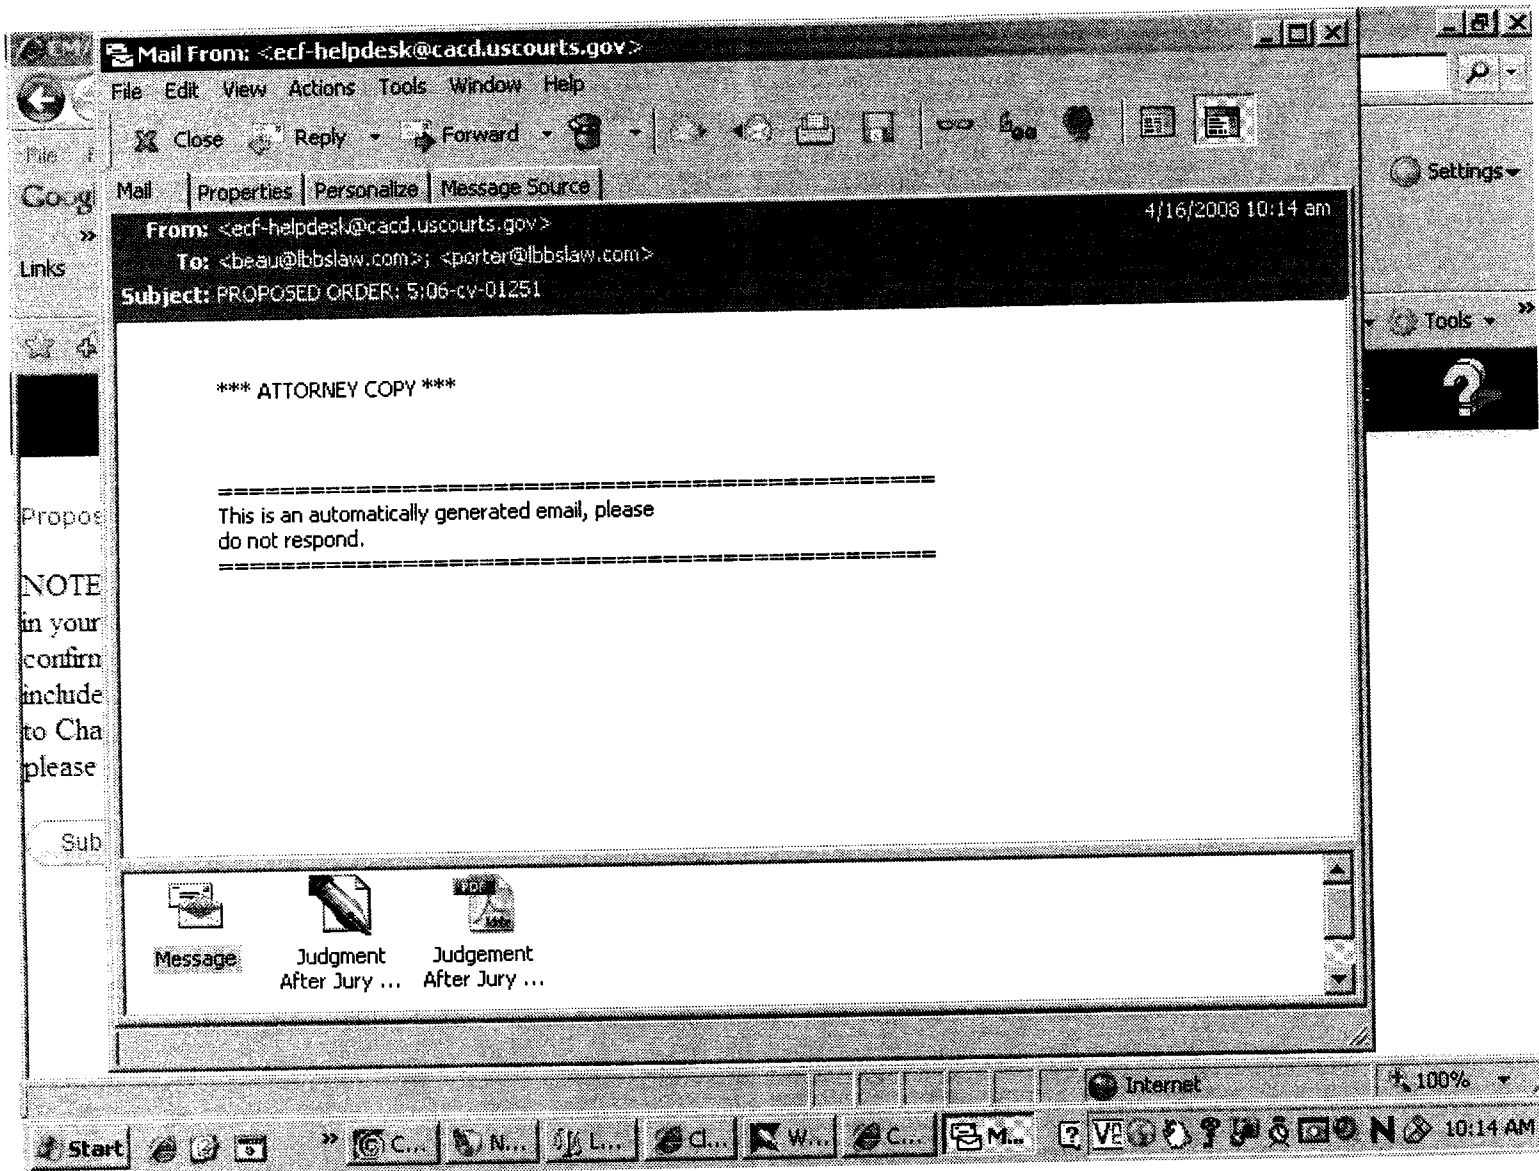 Mail From: <ecf-helpdesk@cacd.uscourts.gov>
File Edit View Actions Tools Window Help
Close Reply Forward
Settings
Mail Properties Personalize Message Source
4/16/2008 10:14 am
From: <ecf-helpdesk@cacd.uscourts.gov>
To: <beau@lbbslaw.com>; <porter@lbbslaw.com>
Links
Subject: PROPOSED ORDER: 5:06-cv-01251
Tools
*** ATTORNEY COPY ***
==============================================
This is an automatically generated email, please
do not respond.
==============================================
Propos
NOTE
in your
confirm
include
to Cha
please
Sub
Message
Judgment
After Jury ...
Judgement
After Jury ...
Internet
100%
Start C... N... L... Cl... W... C... M... N 10:14 AM